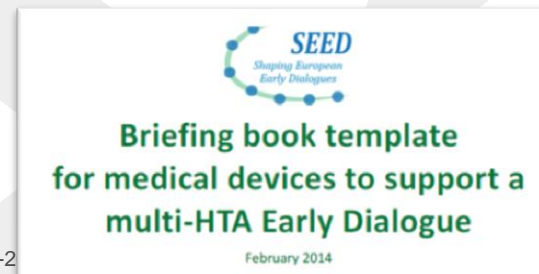 SEED
Shaping European
Early Dialogues
Briefing book template
for medical devices to support a
multi-HTA Early Dialogue
February 2014
-2